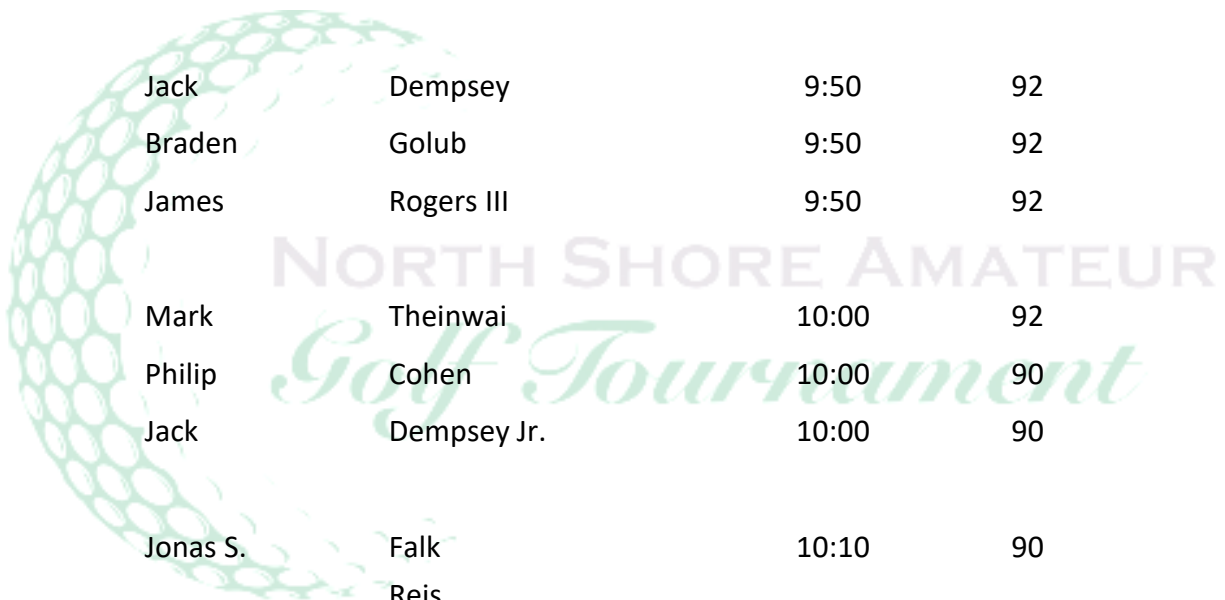 Jack Dempsey 9:50 92
Braden Golub 9:50 92
James Rogers III 9:50 92
NORTH SHORE AMATEUR
Mark Theinwai 10:00 92
Golf Tournament
Philip Cohen 10:00 90
Jack Dempsey Jr. 10:00 90
Jonas S. Falk 10:10 90
Reis